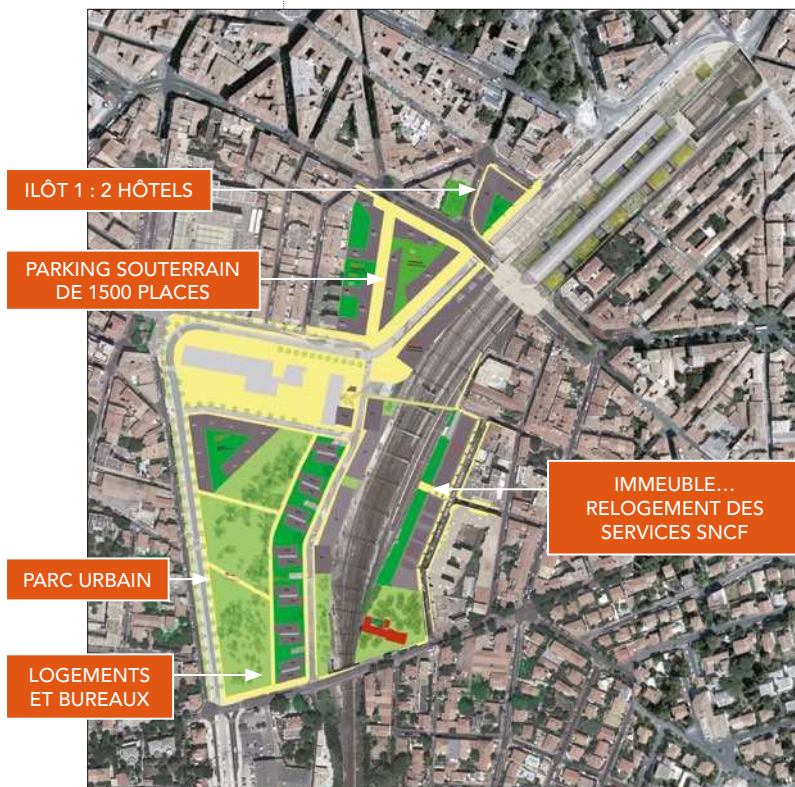 ILÔT 1 : 2 HÔTELS
PARKING SOUTERRAIN
DE 1500 PLACES
IMMEUBLE...
RELOGEMENT DES
SERVICES SNCF
PARC URBAIN
LOGEMENTS
ET BUREAUX